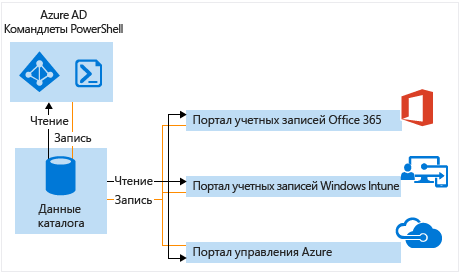 Azure AD
Командлеты PowerShell
Чтение
Запись
Данные
каталога
Чтение
Запись
Портал учетных записей Office 365
Портал учетных записей Windows Intune
Портал управления Azure